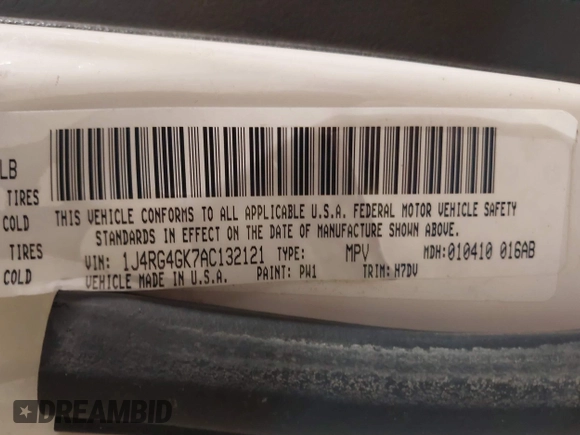 LB
TIRES
COLD
TIRES
COLD
THIS VEHICLE CONFORMS TO ALL APPLICABLE U.S.A. FEDERAL MOTOR VEHICLE SAFETY
STANDARDS IN EFFECT ON THE DATE OF MANUFACTURE SHOWN ABOVE.
VIN: 1J4RG4GK7AC132121 TYPE: MPV MDH: 010410 016AB
VEHICLE MADE IN U.S.A. PAINT: PW1 TRIM: H7DV
DREAMBID